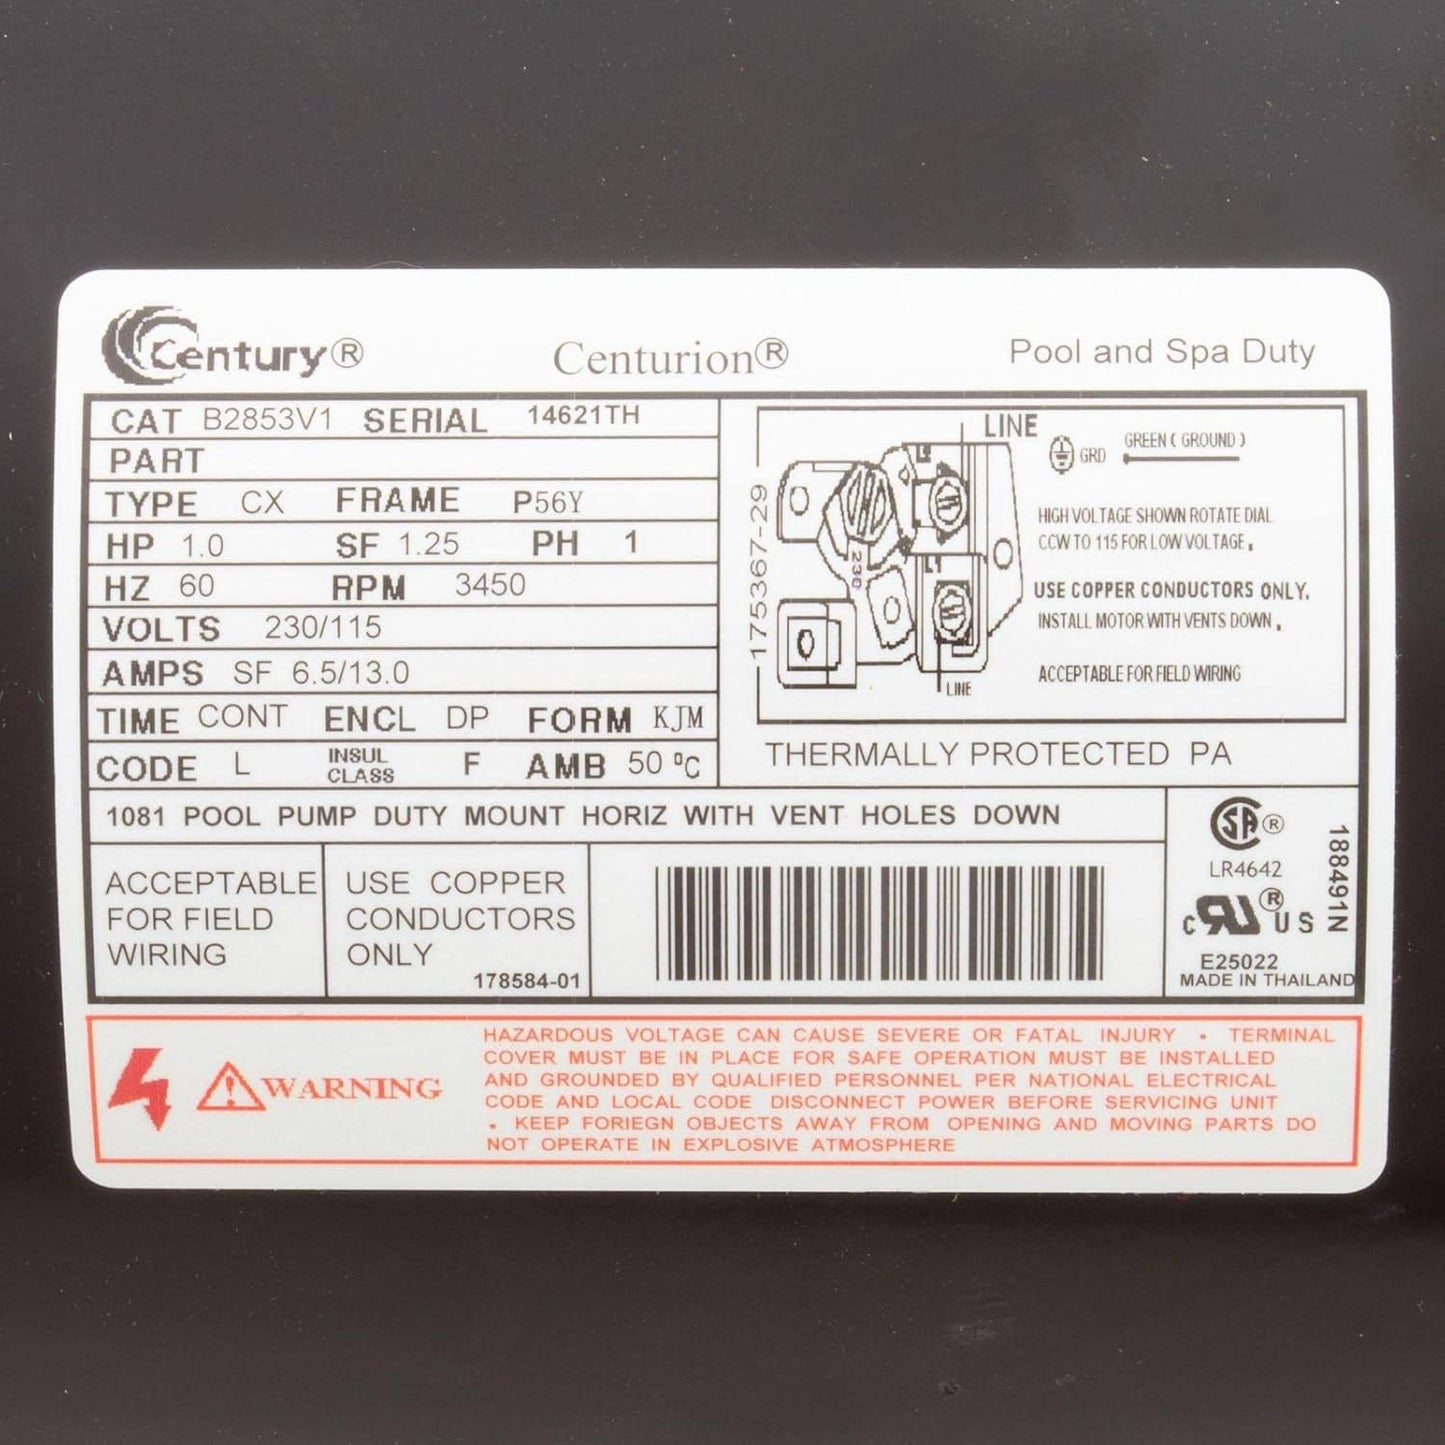 Century®
Centurion®
Pool and Spa Duty
CAT B2853V1 SERIAL 14621TH
PART
TYPE CX FRAME P56Y
HP 1.0 SF 1.25 PH 1
HZ 60 RPM 3450
VOLTS 230/115
AMPS SF 6.5/13.0
TIME CONT ENCL DP FORM KJM
CODE L INSUL CLASS F AMB 50 ºC
175367-29
LINE
L2
230
L1
LINE
GRD GREEN ( GROUND )
HIGH VOLTAGE SHOWN ROTATE DIAL
CCW TO 115 FOR LOW VOLTAGE.
USE COPPER CONDUCTORS ONLY.
INSTALL MOTOR WITH VENTS DOWN.
ACCEPTABLE FOR FIELD WIRING
THERMALLY PROTECTED PA
1081 POOL PUMP DUTY MOUNT HORIZ WITH VENT HOLES DOWN
ACCEPTABLE
FOR FIELD
WIRING
USE COPPER
CONDUCTORS
ONLY
178584-01
SA ®
LR4642
c RU ® US
E25022
MADE IN THAILAND
188491N
WARNING
HAZARDOUS VOLTAGE CAN CAUSE SEVERE OR FATAL INJURY • TERMINAL
COVER MUST BE IN PLACE FOR SAFE OPERATION MUST BE INSTALLED
AND GROUNDED BY QUALIFIED PERSONNEL PER NATIONAL ELECTRICAL
CODE AND LOCAL CODE DISCONNECT POWER BEFORE SERVICING UNIT
• KEEP FORIEGN OBJECTS AWAY FROM OPENING AND MOVING PARTS DO
NOT OPERATE IN EXPLOSIVE ATMOSPHERE